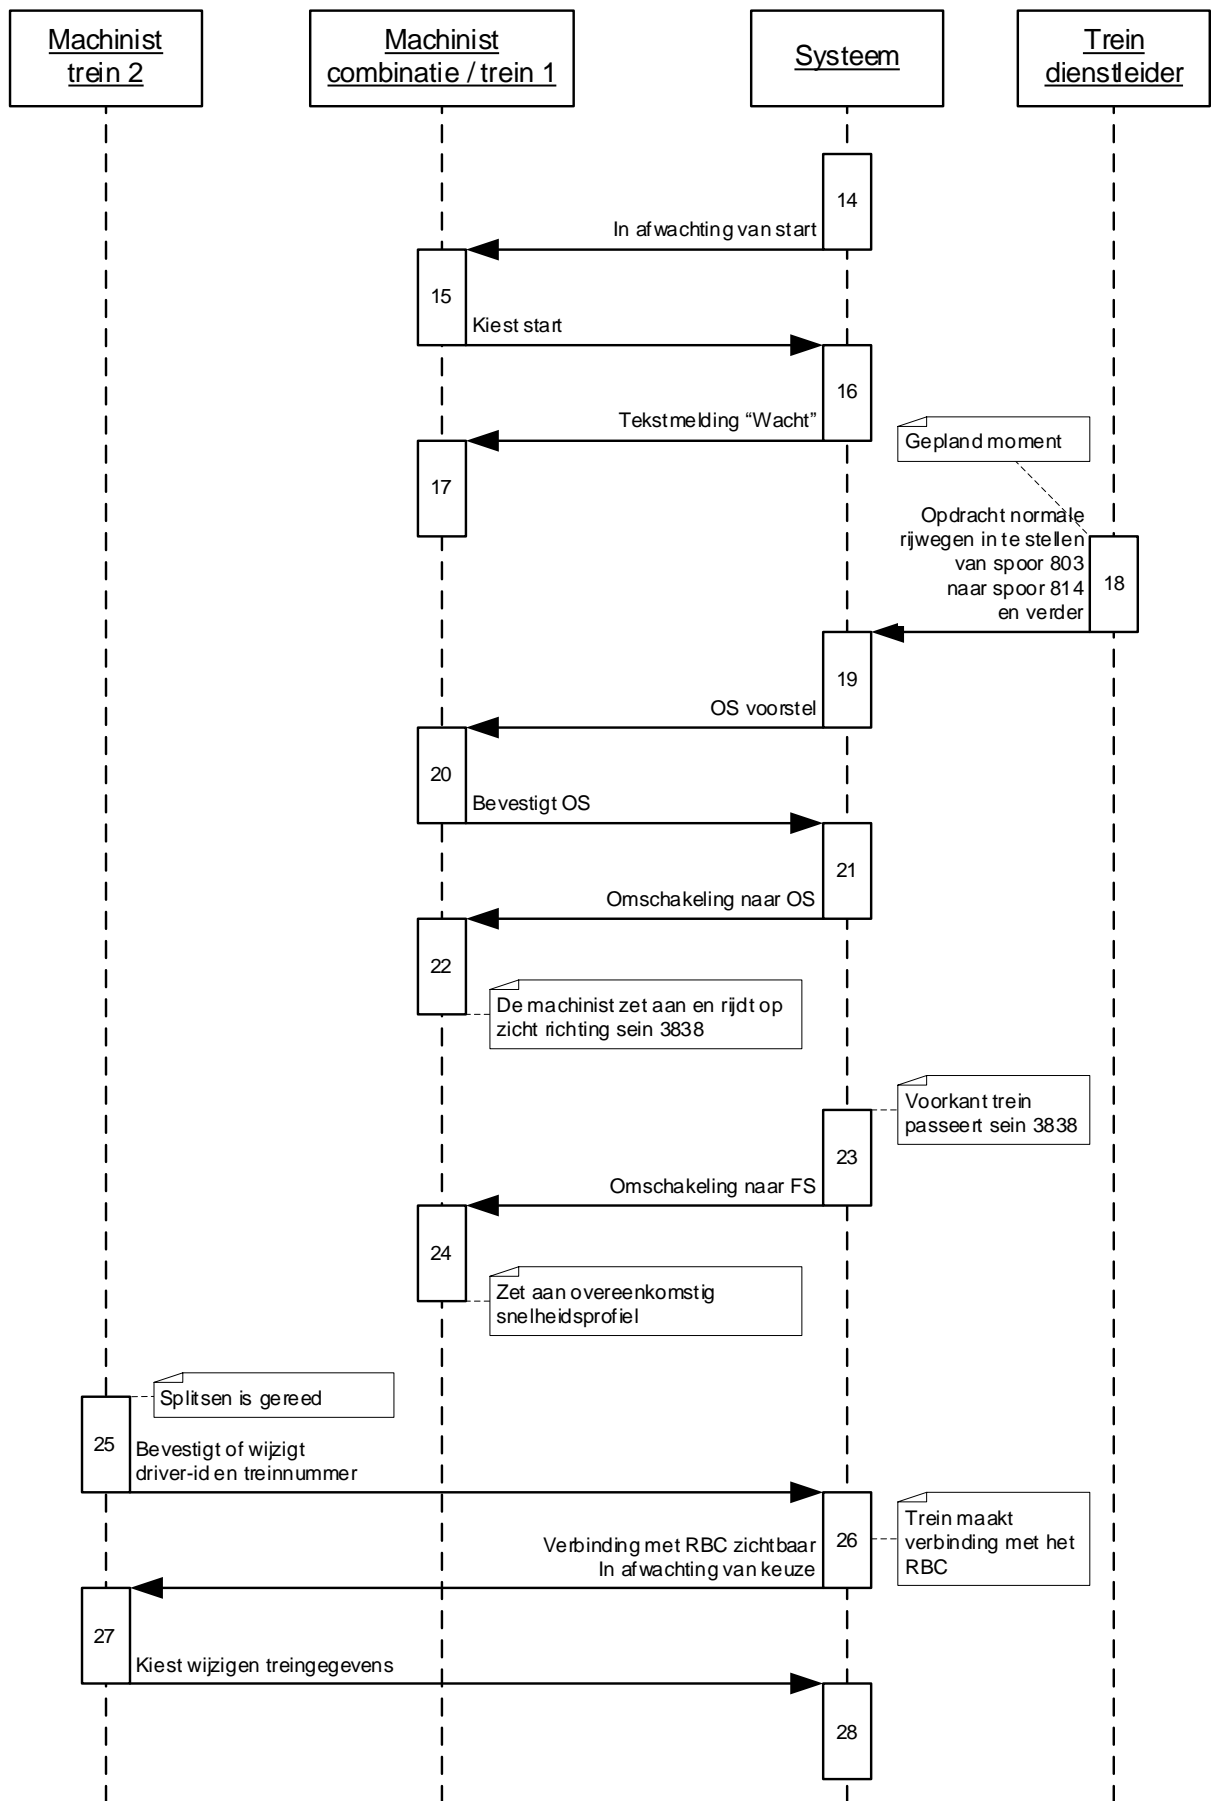 Machinist
trein 2
Machinist
combinatie / trein 1
Systeem
Trein
dienstleider
14
In afwachting van start
15
Kiest start
16
Tekstmelding “Wacht”
Gepland moment
17
Opdracht normale
rijwegen in te stellen
van spoor 803
naar spoor 814
en verder
18
19
OS voorstel
20
Bevestigt OS
21
Omschakeling naar OS
22
De machinist zet aan en rijdt op
zicht richting sein 3838
Voorkant trein
passeert sein 3838
23
Omschakeling naar FS
24
Zet aan overeenkomstig
snelheidsprofiel
Splitsen is gereed
25
Bevestigt of wijzigt
driver-id en treinnummer
26
Trein maakt
verbinding met het
RBC
Verbinding met RBC zichtbaar
In afwachting van keuze
27
Kiest wijzigen treingegevens
28